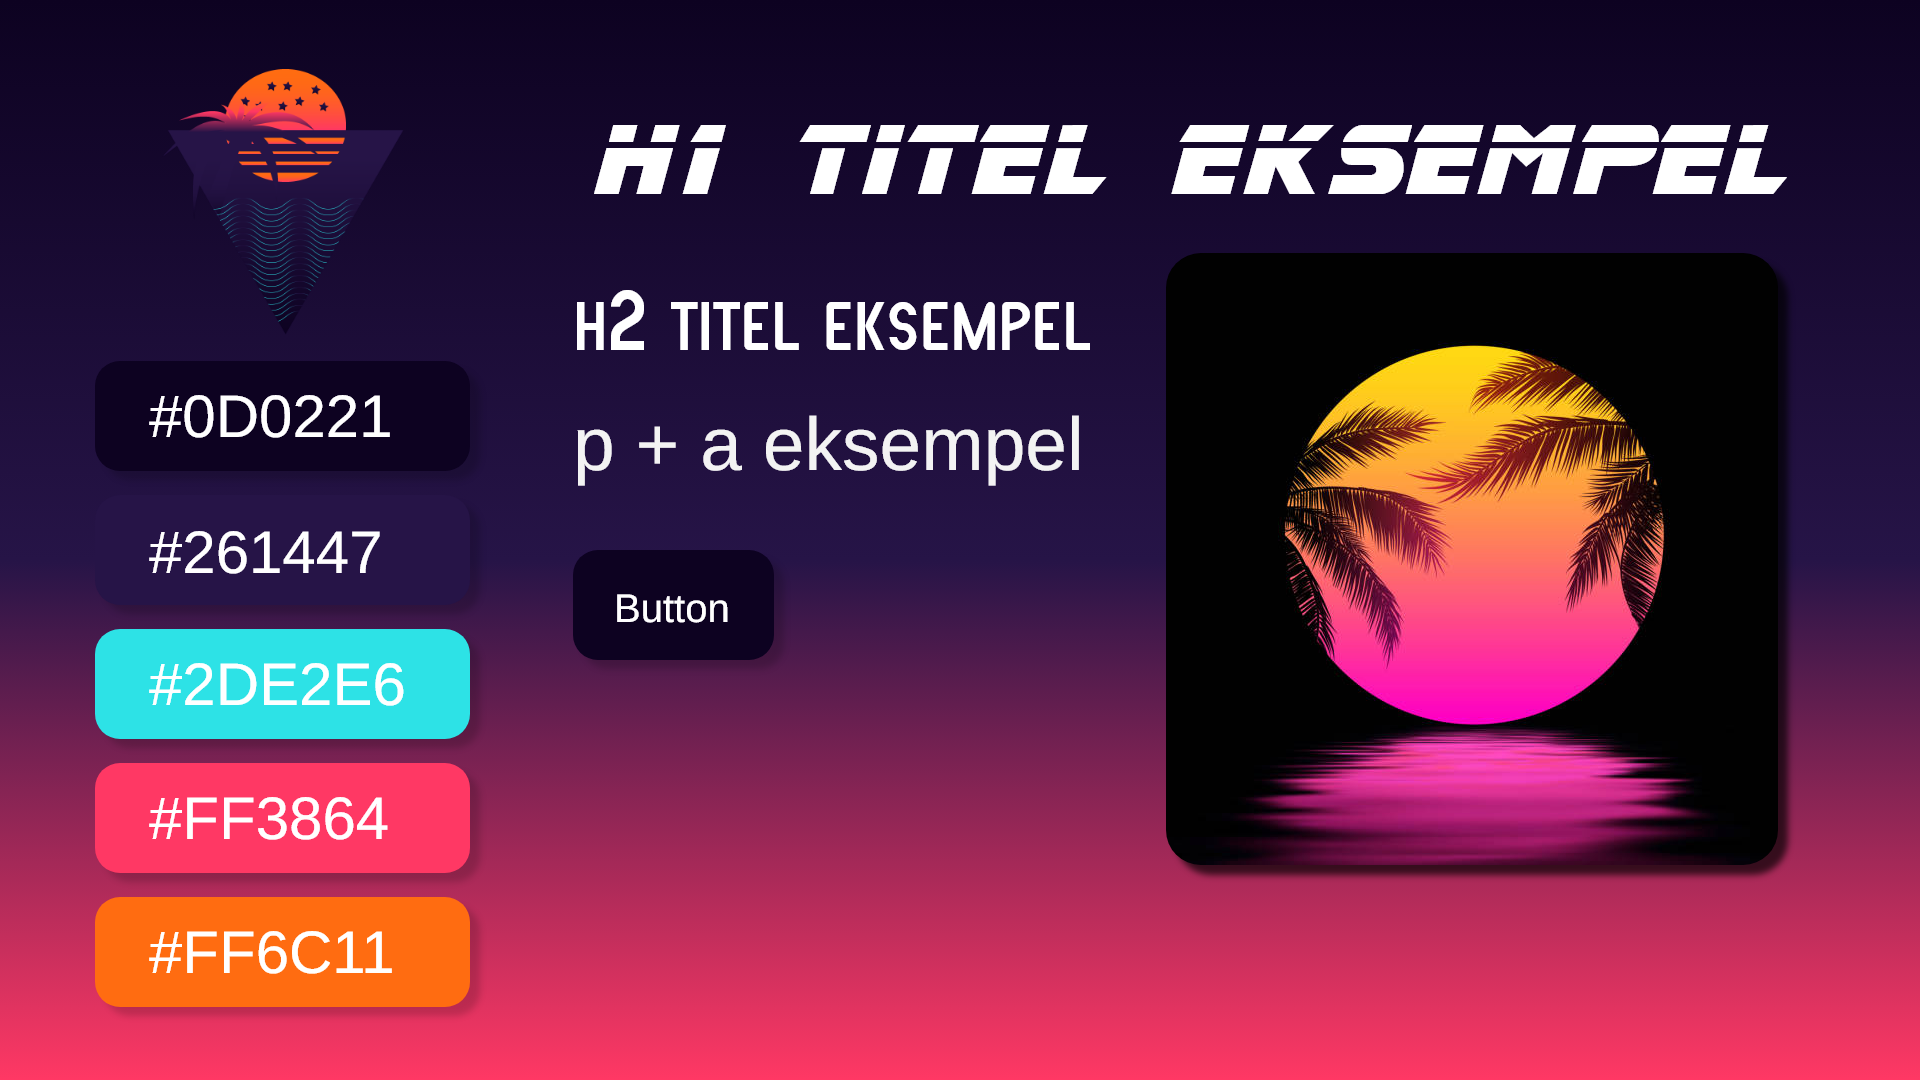 H1 TITEL EKSEMPEL
H2 TITEL EKSEMPEL
p + a eksempel
Button
#0D0221
#261447
#2DE2E6
#FF3864
#FF6C11